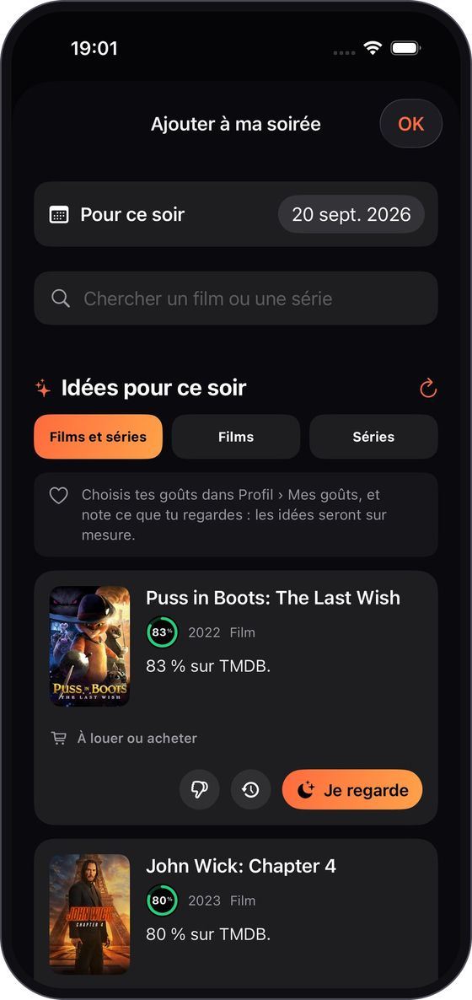 19:01
Ajouter à ma soirée
OK
Pour ce soir
20 sept. 2026
Chercher un film ou une série
Idées pour ce soir
Films et séries
Films
Séries
Choisis tes goûts dans Profil › Mes goûts, et
note ce que tu regardes : les idées seront sur
mesure.
Puss in Boots: The Last Wish
83%
2022 Film
83 % sur TMDB.
PUSS IN BOOTS
THE LAST WISH
À louer ou acheter
Je regarde
John Wick: Chapter 4
80%
2023 Film
80 % sur TMDB.
JOHN WICK
CHAPTER 4